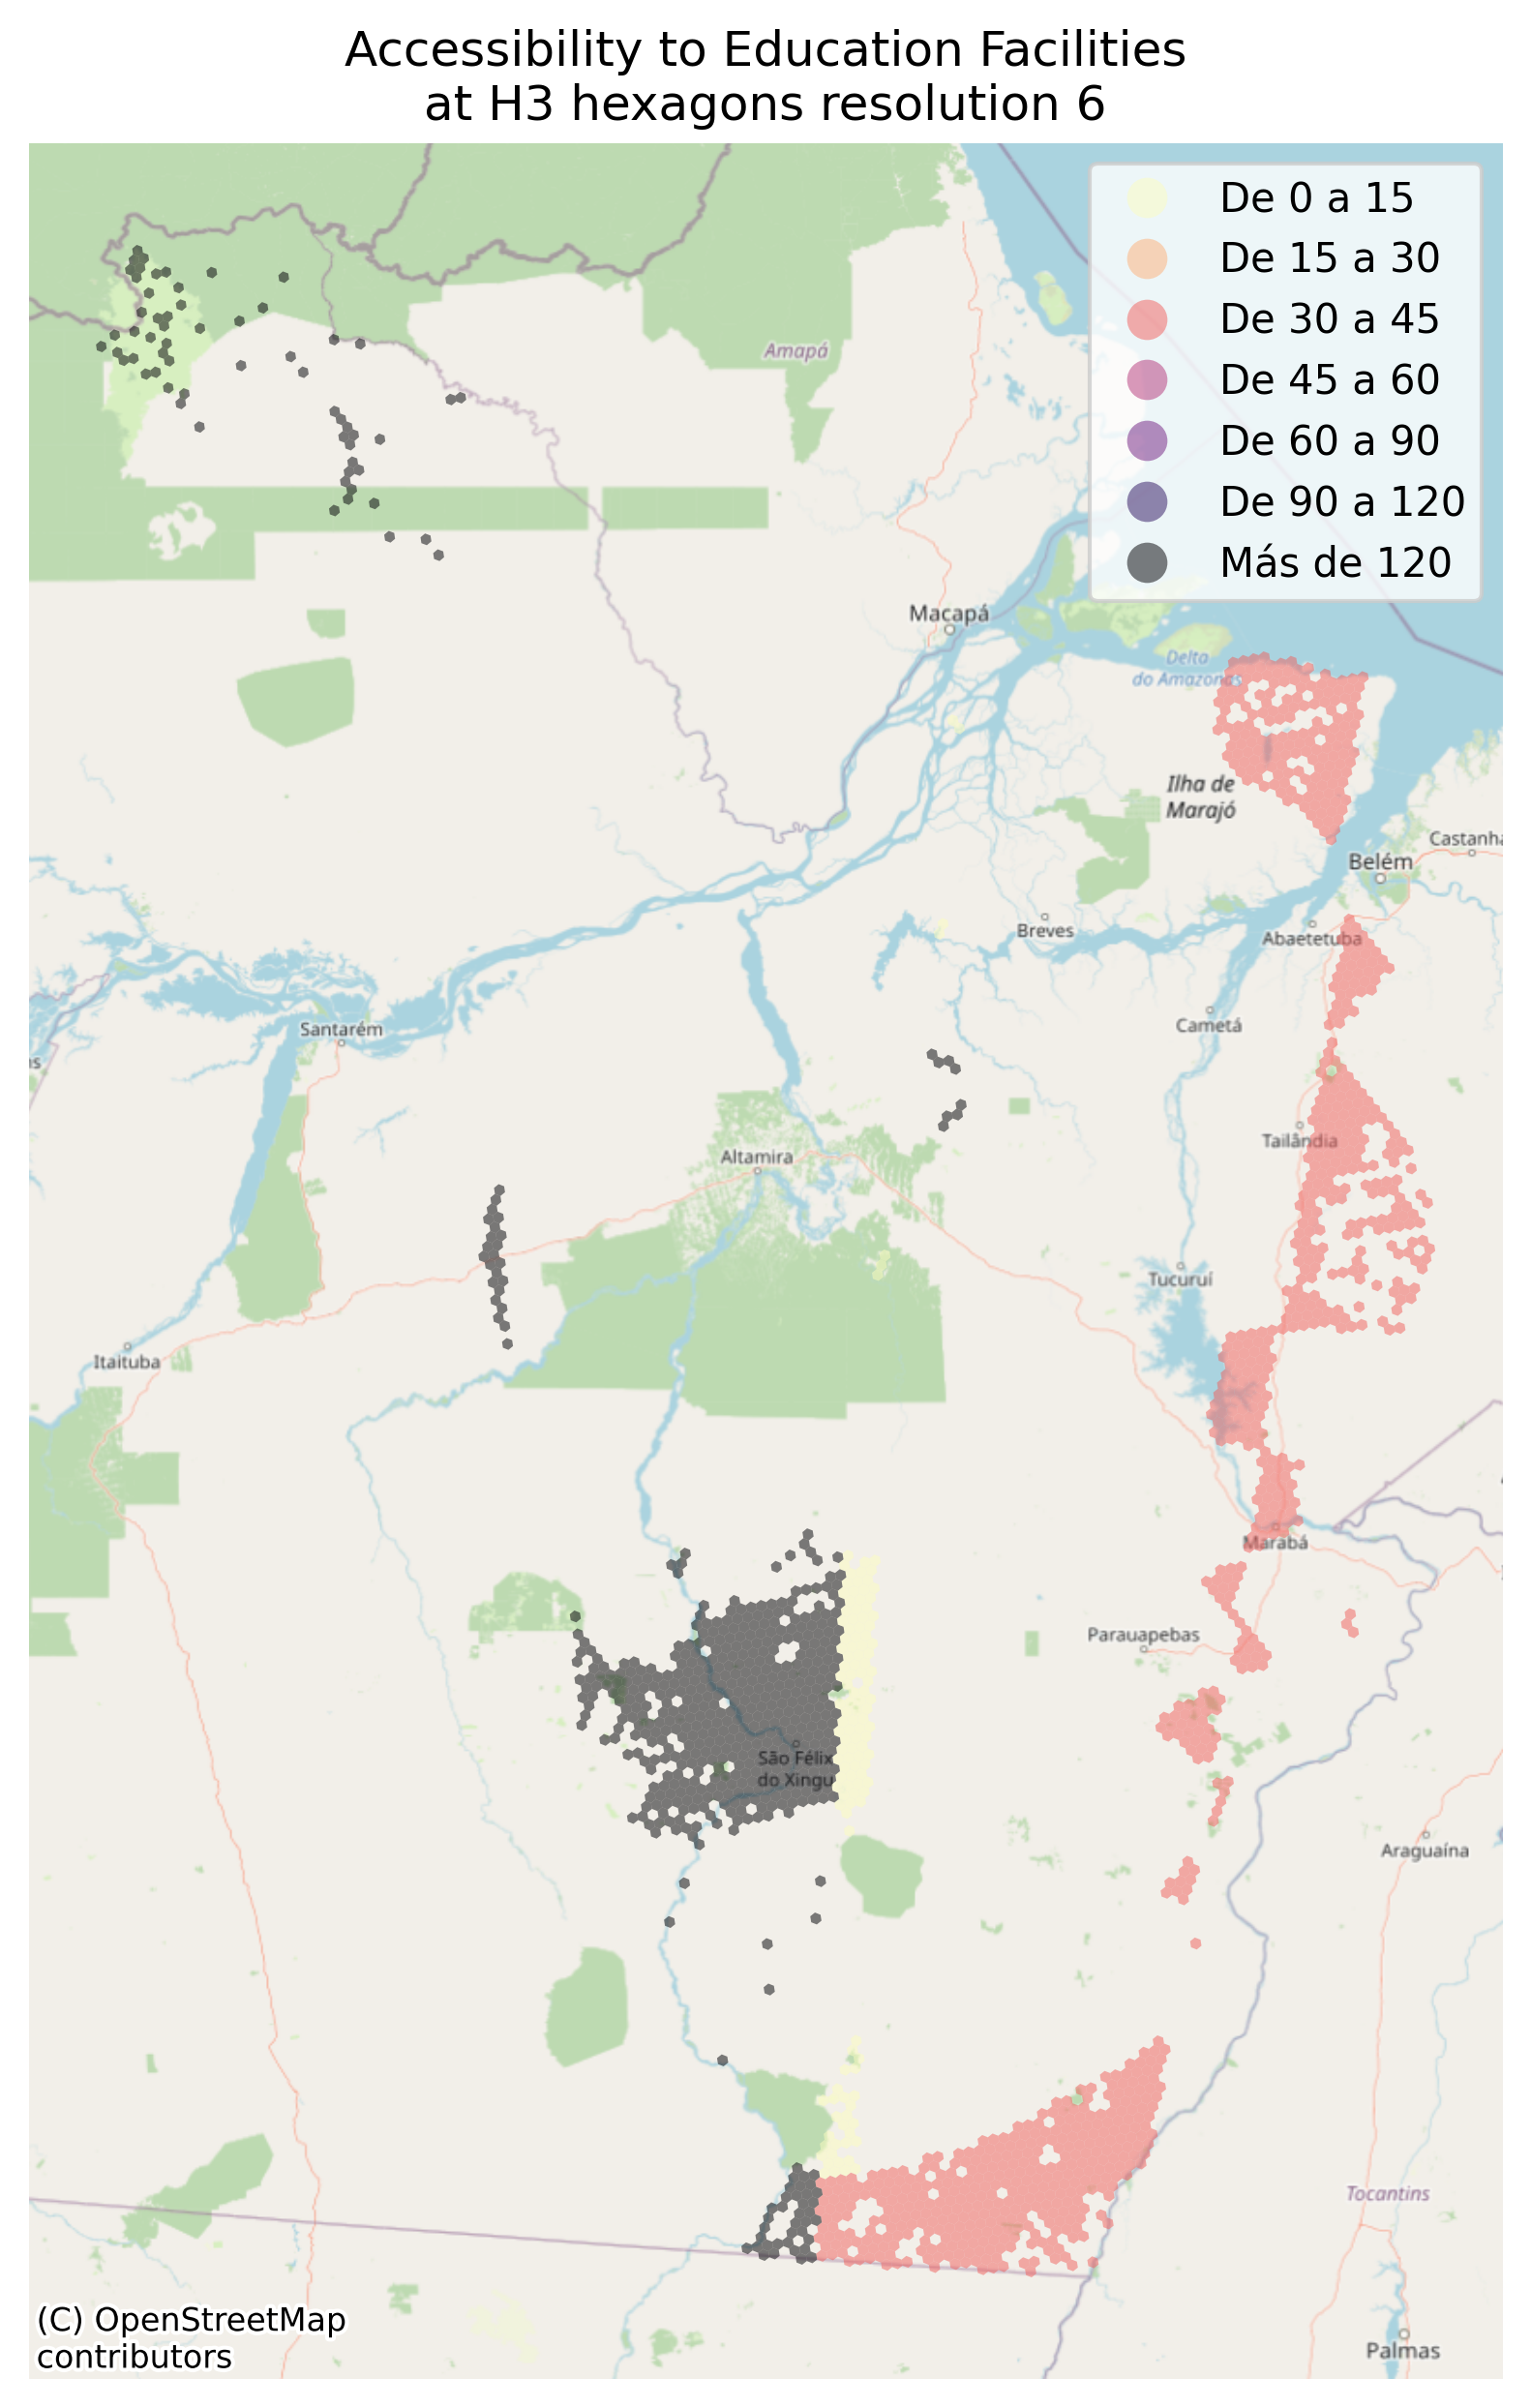 Accessibility to Education Facilities
at H3 hexagons resolution 6
De 0 a 15
De 15 a 30
De 30 a 45
De 45 a 60
De 60 a 90
De 90 a 120
Más de 120
Amapá
Macapá
Delta
do Amazonas
Ilha de
Marajó
Castanha
Belém
Breves
Abaetetuba
Santarém
Cametá
Tailândia
Altamira
Tucuruí
Itaituba
Marabá
Parauapebas
São Félix
do Xingu
Araguaína
Tocantins
(C) OpenStreetMap
contributors
Palmas